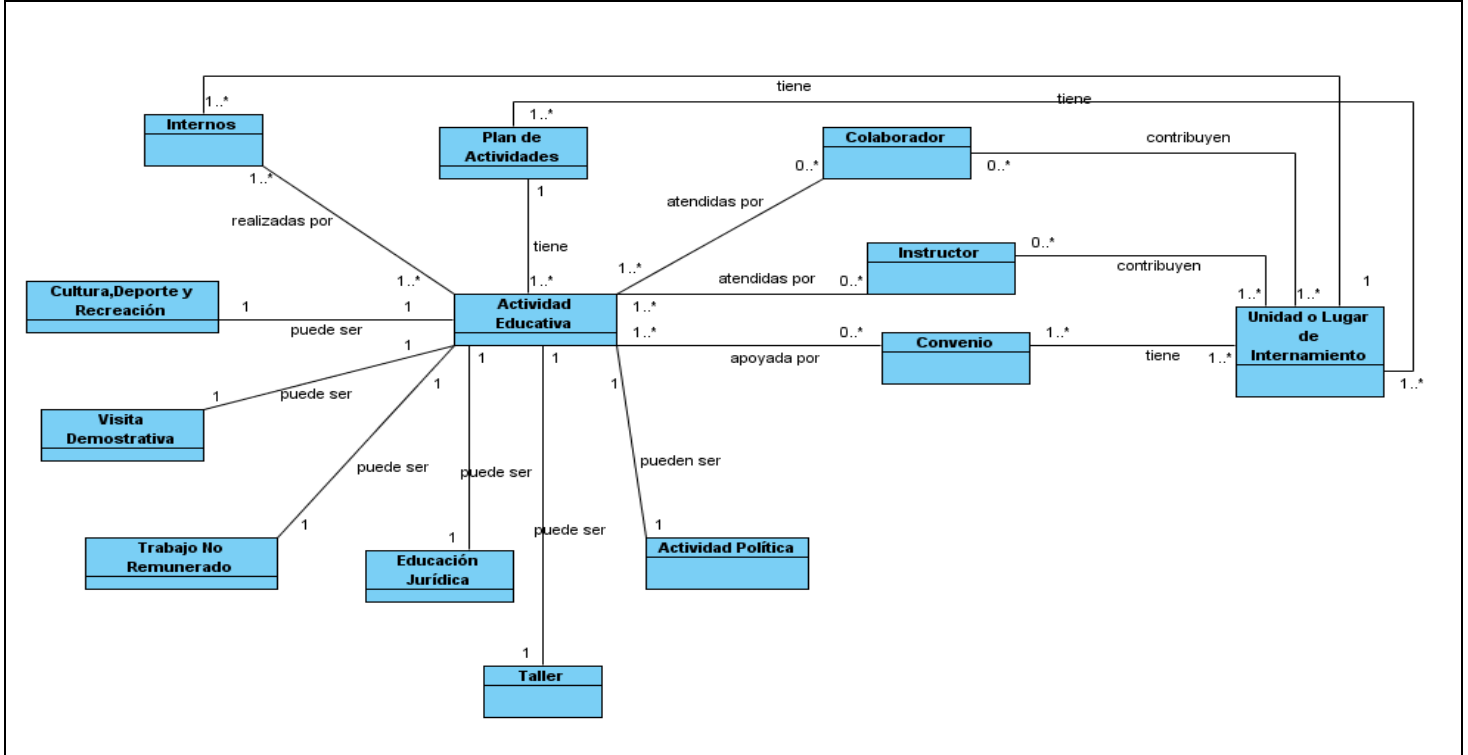 tiene
tiene
1..*
1..*
Internos
Plan de
Actividades
Colaborador
contribuyen
0..*
0..*
1..*
1
atendidas por
realizadas por
tiene
Instructor
0..*
contribuyen
1..*
1..*
1..*
atendidas por
0..*
1
Cultura,Deporte y
Recreación
1
1
puede ser
Actividad
Educativa
1..*
1..*
1..*
Unidad o Lugar
de
Internamiento
1..*
0..*
Convenio
1..*
apoyada por
tiene
1..*
1..*
1
puede ser
1
Visita
Demostrativa
1
1
1
1
puede ser
puede ser
pueden ser
puede ser
1
Trabajo No
Remunerado
1
Educación
Jurídica
1
Actividad Política
1
Taller